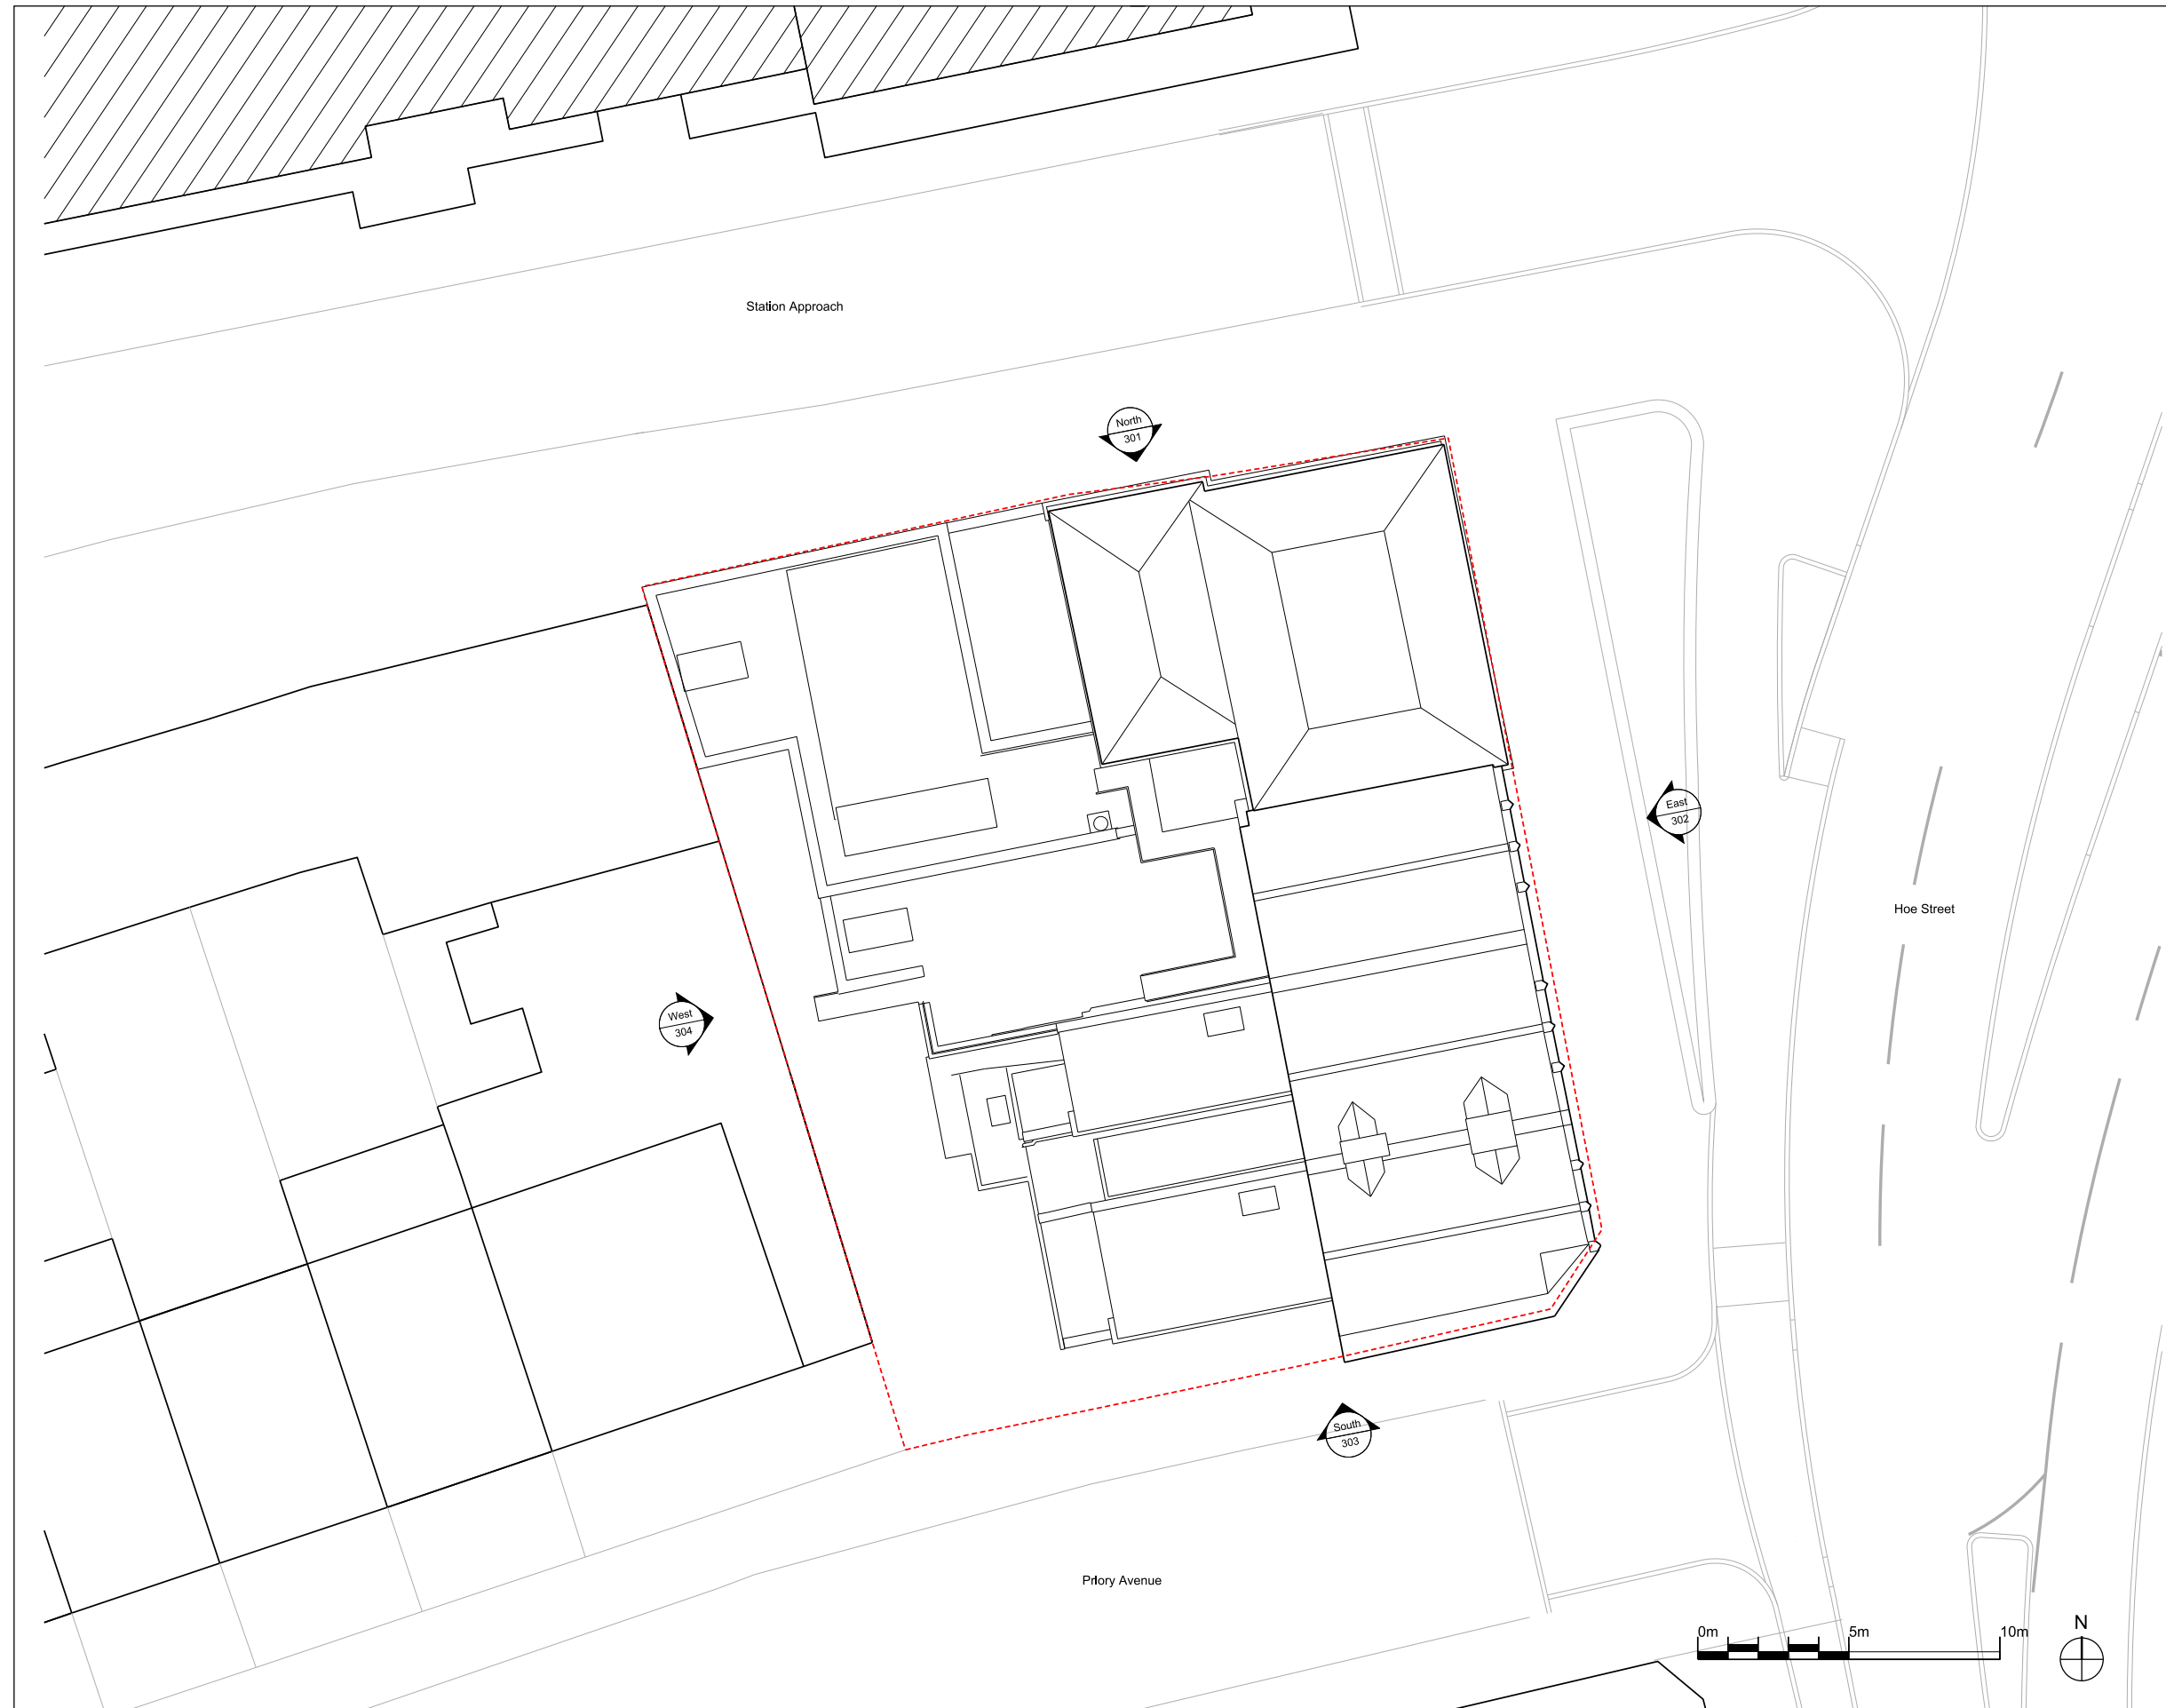 Station Approach
North
301
East
302
Hoe Street
West
304
South
303
Priory Avenue
0m 5m 10m
N